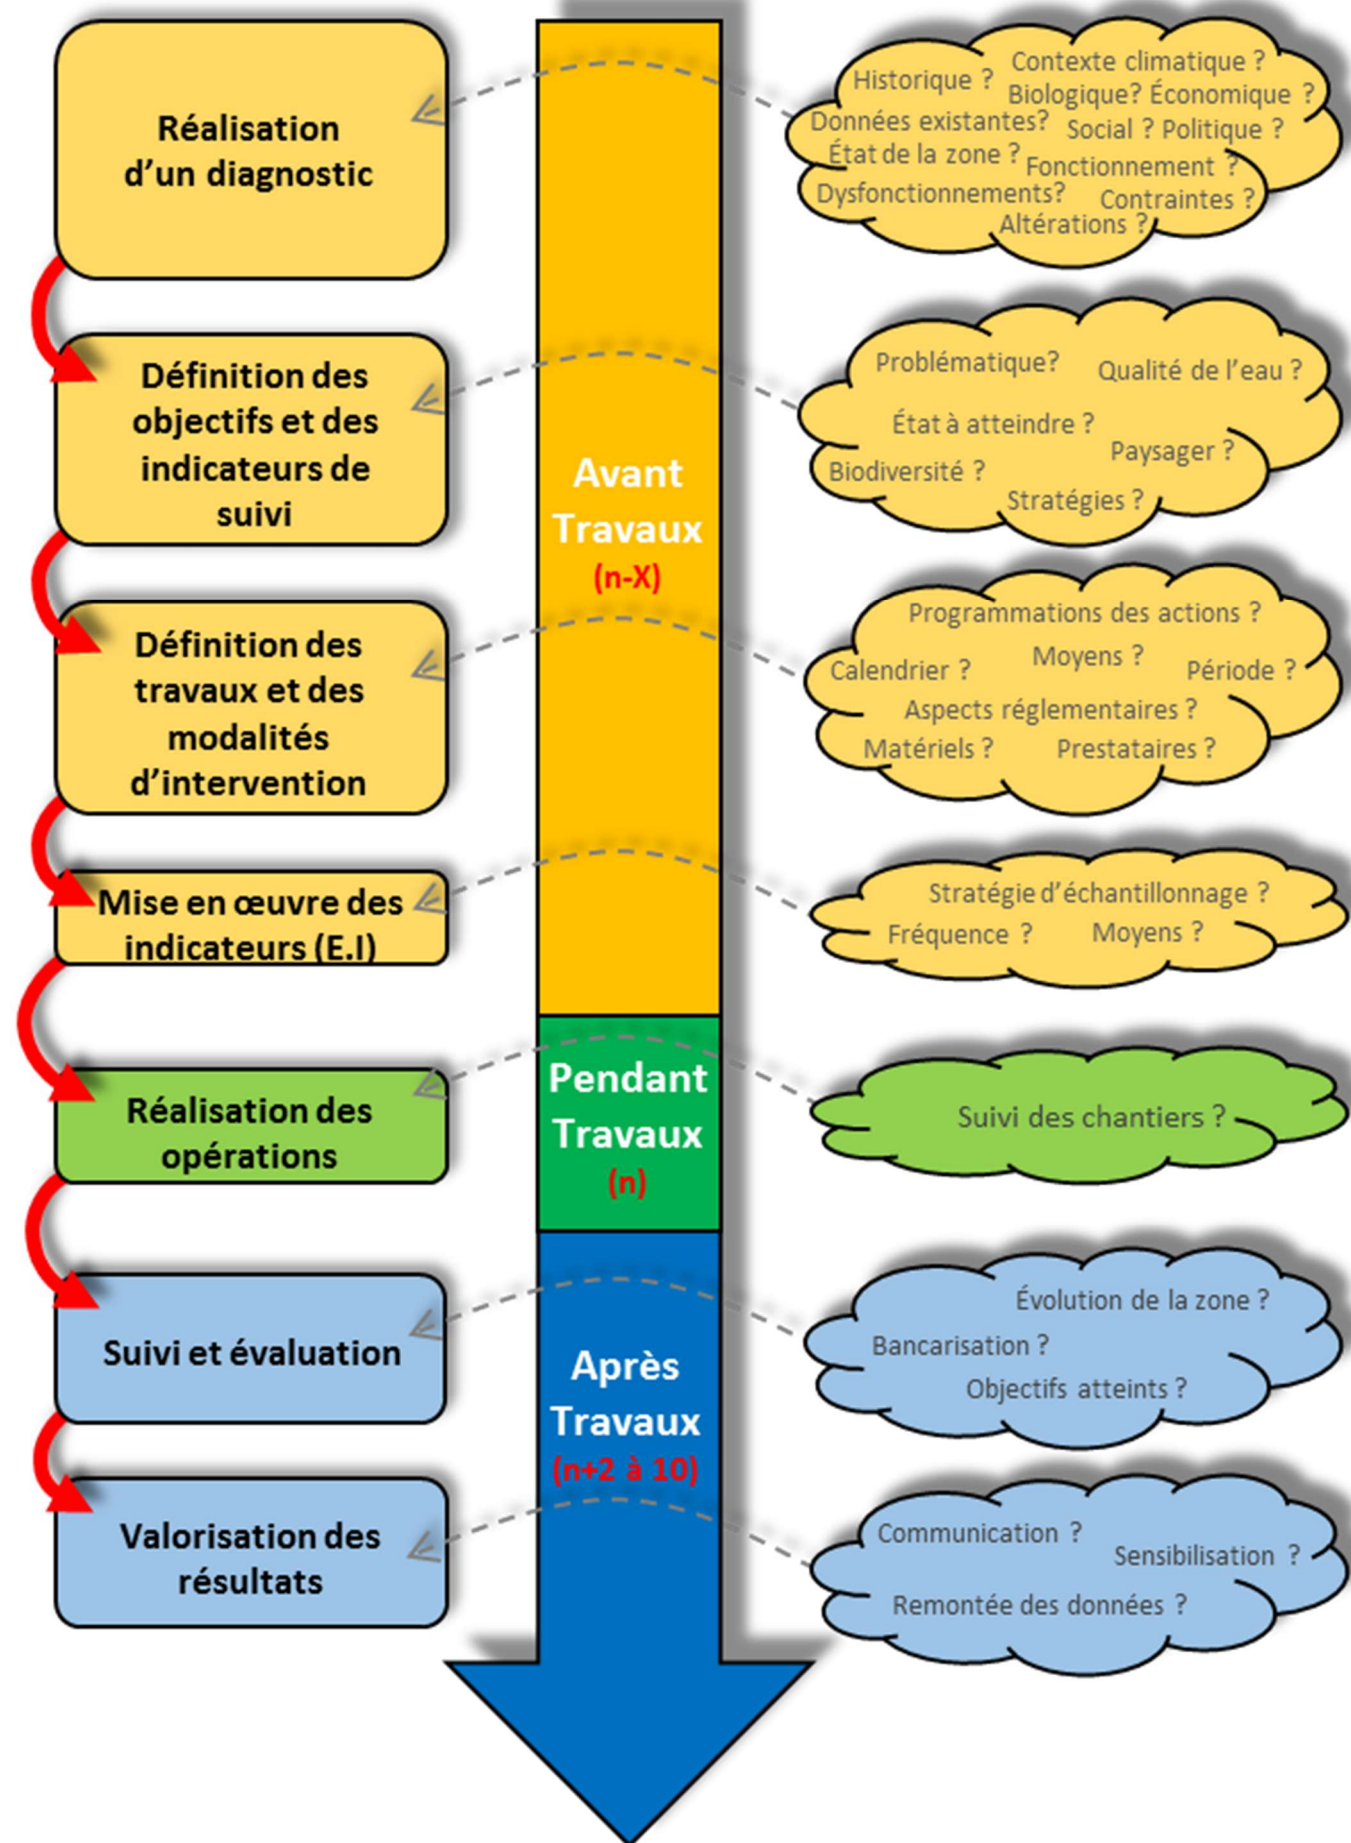 Réalisation
d’un diagnostic
Historique ?
Contexte climatique ?
Biologique? Économique ?
Données existantes?
Social ? Politique ?
État de la zone ?
Fonctionnement ?
Dysfonctionnements?
Contraintes ?
Altérations ?
Définition des
objectifs et des
indicateurs de
suivi
Avant
Travaux
(n-X)
Problématique?
Qualité de l’eau ?
État à atteindre ?
Paysager ?
Biodiversité ?
Stratégies ?
Définition des
travaux et des
modalités
d’intervention
Programmations des actions ?
Moyens ?
Calendrier ?
Période ?
Aspects réglementaires ?
Matériels ?
Prestataires ?
Mise en œuvre des
indicateurs (E.I)
Stratégie d’échantillonnage ?
Fréquence ?
Moyens ?
Réalisation des
opérations
Pendant
Travaux
(n)
Suivi des chantiers ?
Suivi et évaluation
Après
Travaux
(n+2 à 10)
Évolution de la zone ?
Bancarisation ?
Objectifs atteints ?
Valorisation des
résultats
Communication ?
Sensibilisation ?
Remontée des données ?